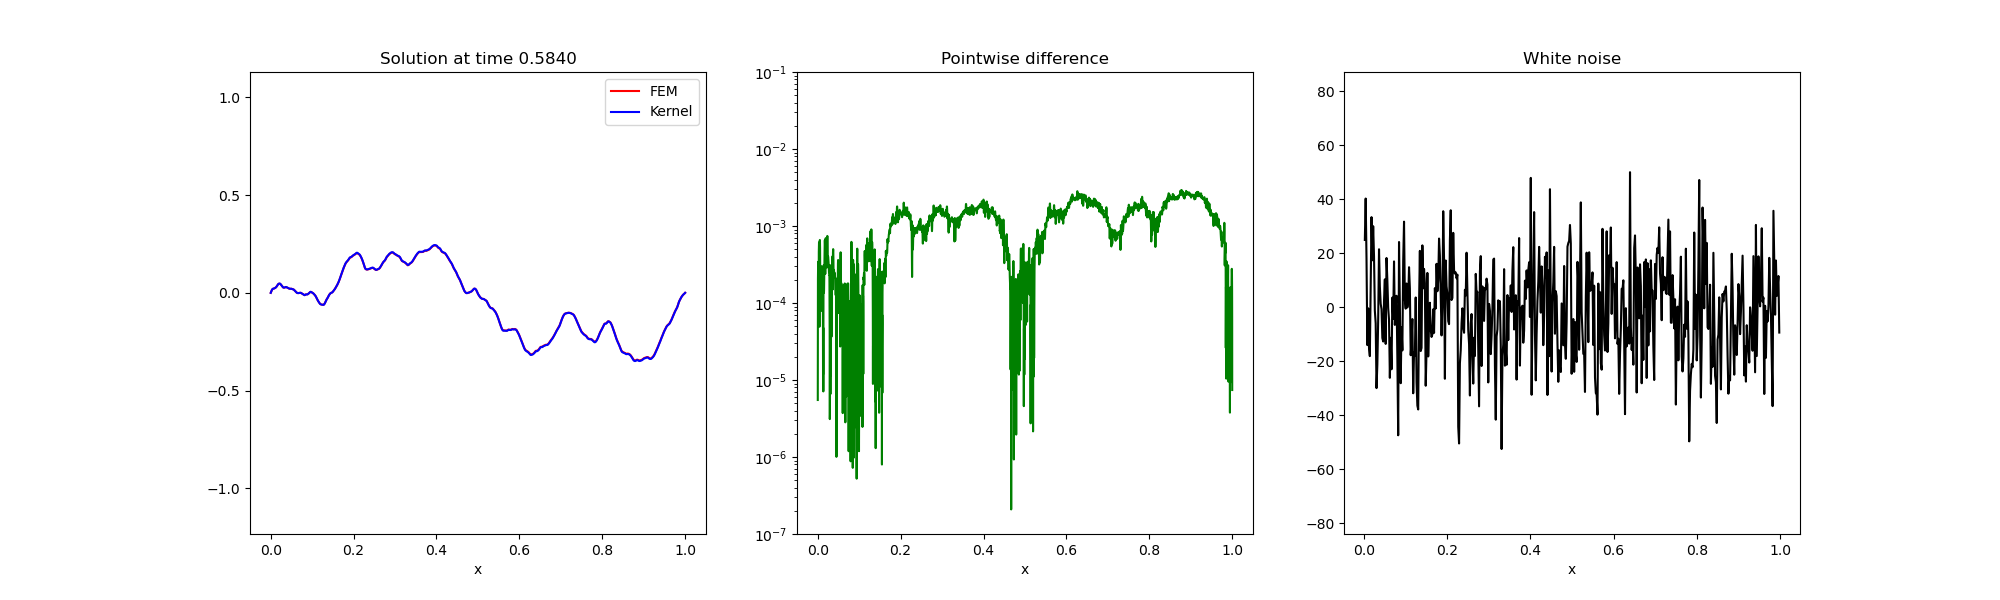 Solution at time 0.5840
1.0
0.5
0.0
−0.5
−1.0
0.0 0.2 0.4 0.6 0.8 1.0
x
FEM
Kernel
Pointwise difference
10⁻¹
10⁻²
10⁻³
10⁻⁴
10⁻⁵
10⁻⁶
10⁻⁷
0.0 0.2 0.4 0.6 0.8 1.0
x
White noise
80
60
40
20
0
−20
−40
−60
−80
0.0 0.2 0.4 0.6 0.8 1.0
x